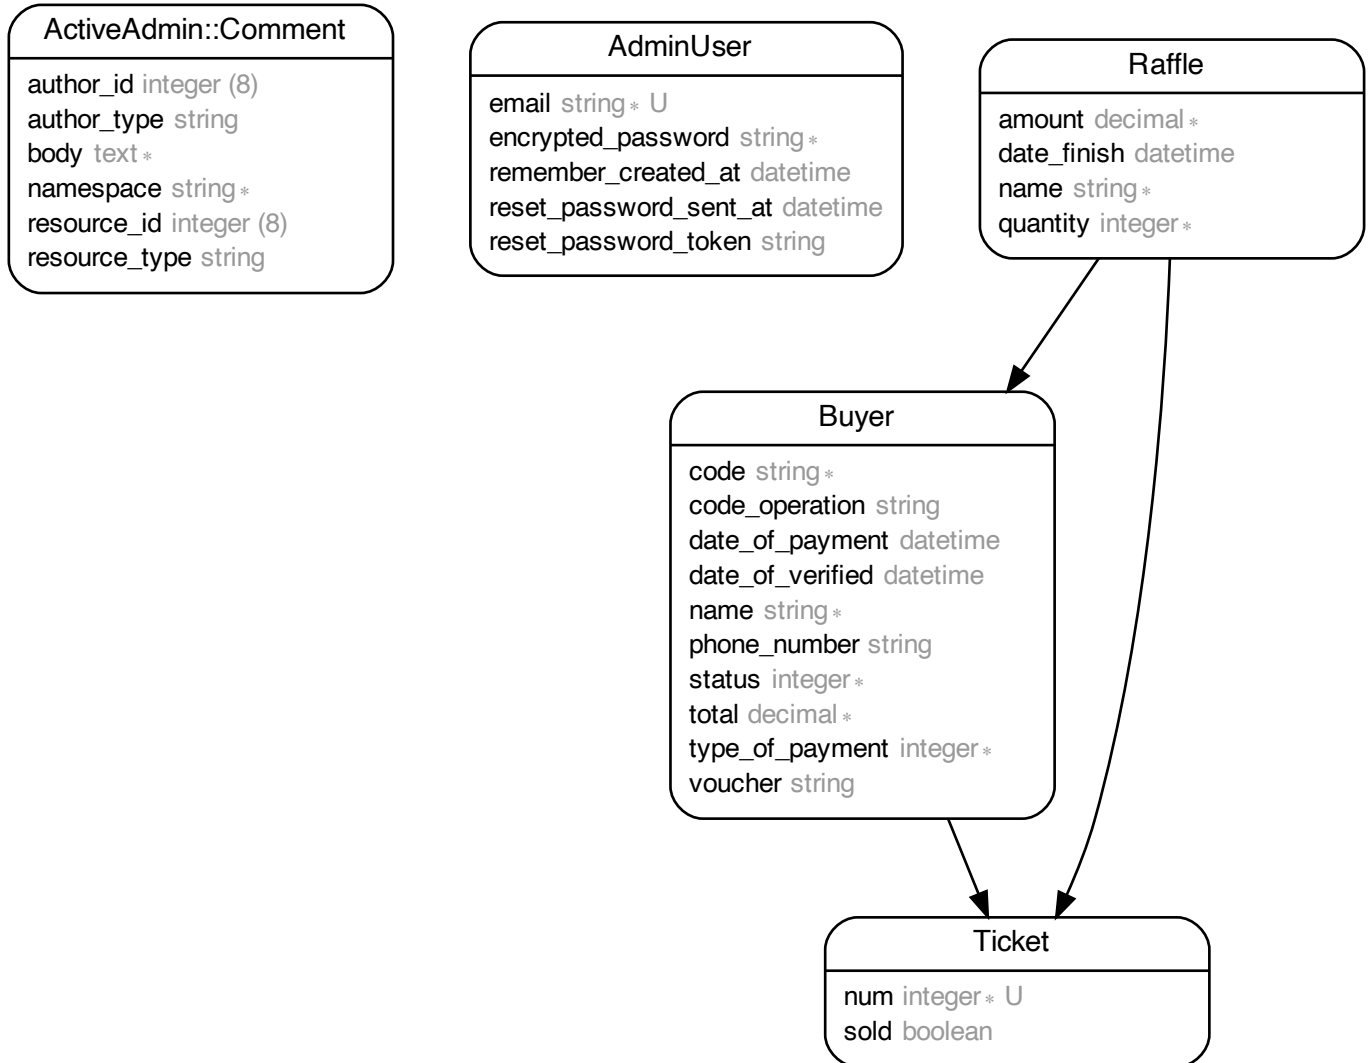 ActiveAdmin::Comment
author_id integer (8)
author_type string
body text *
namespace string *
resource_id integer (8)
resource_type string
AdminUser
email string * U
encrypted_password string *
remember_created_at datetime
reset_password_sent_at datetime
reset_password_token string
Raffle
amount decimal *
date_finish datetime
name string *
quantity integer *
Buyer
code string *
code_operation string
date_of_payment datetime
date_of_verified datetime
name string *
phone_number string
status integer *
total decimal *
type_of_payment integer *
voucher string
Ticket
num integer * U
sold boolean